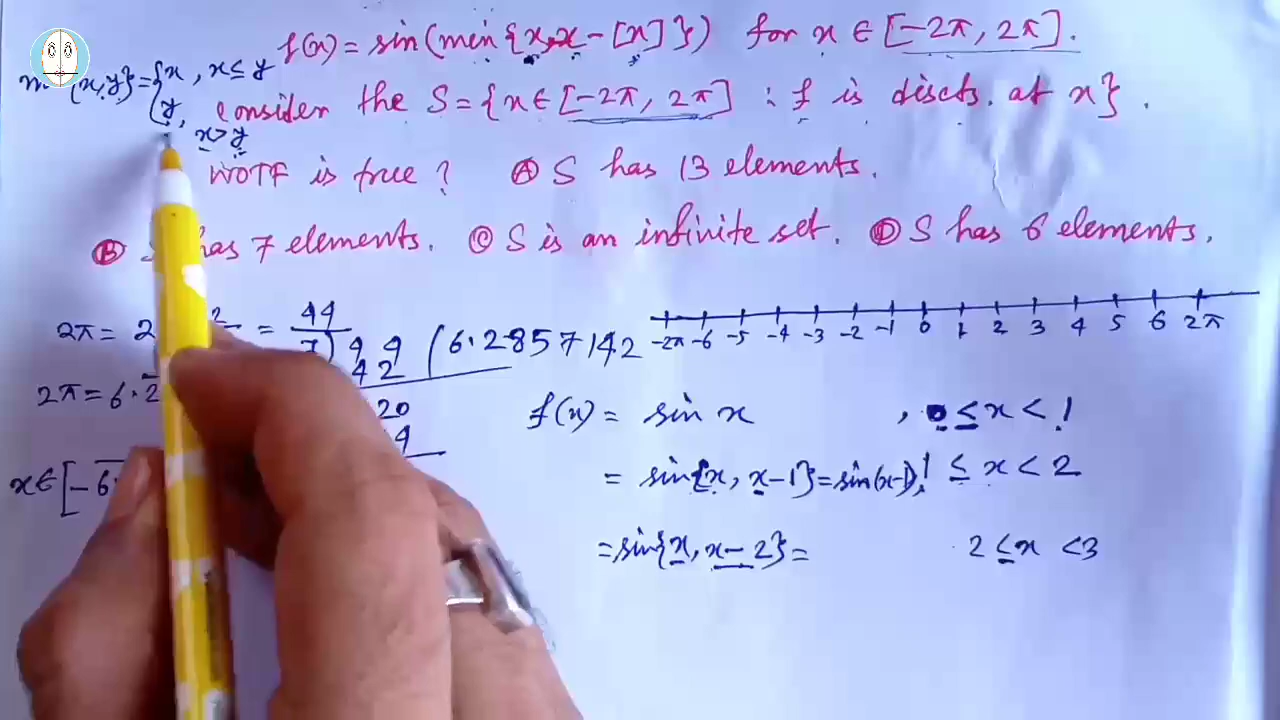 f(x) = sin(min{x, x - [x]}) for x ∈ [-2π, 2π].
{x, y} = {x, x ≤ y
y, x > y
Consider the S = {x ∈ [-2π, 2π] : f is discts. at x}.
WOTF is true? Ⓐ S has 13 elements.
Ⓑ has 7 elements. Ⓒ S is an infinite set. Ⓓ S has 6 elements.
2π = 2 = 44/7) 44 (6.2857142
42
20
2π = 6.2
x ∈ [-6.
-2π -6 -5 -4 -3 -2 -1 0 1 2 3 4 5 6 2π
f(x) = sin x , 0 ≤ x < 1
= sin{x, x-1} = sin(x-1), 1 ≤ x < 2
= sin{x, x-2} = 2 ≤ x < 3